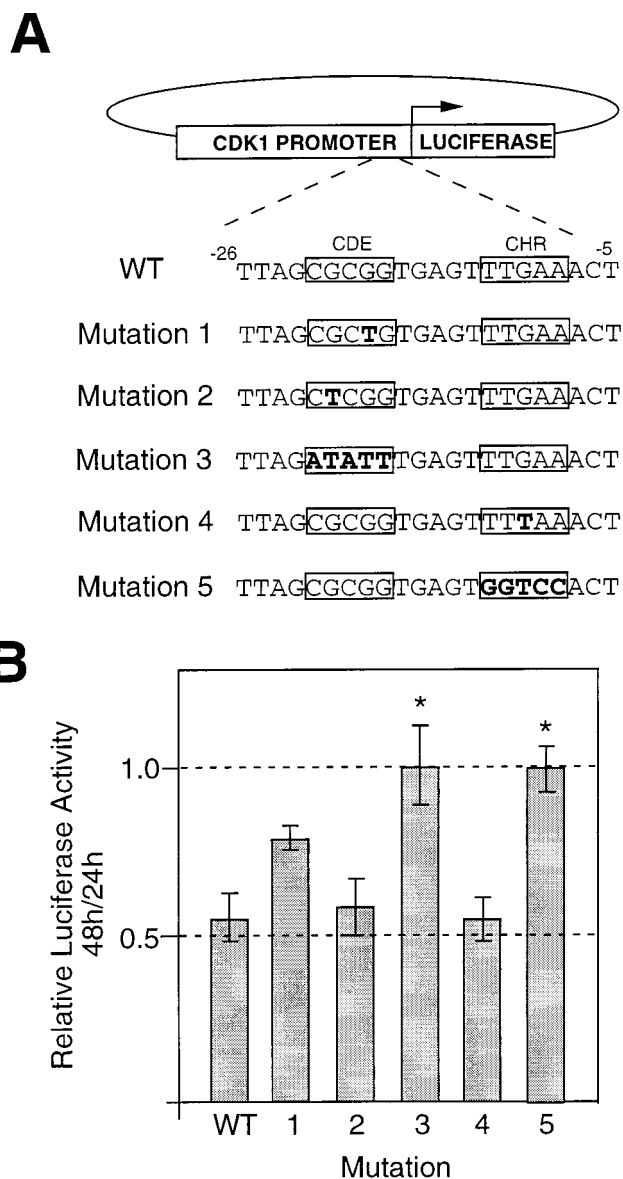 A
CDK1 PROMOTER LUCIFERASE
CDE CHR
-26 -5
WT TTAGCGCGGTGAGTTTGAAACT
Mutation 1 TTAGCGCTGTGAGTTTGAAACT
Mutation 2 TTAGCTCGGTGAGTTTGAAACT
Mutation 3 TTAGATATTTGAGTTTGAAACT
Mutation 4 TTAGCGCGGTGAGTTTTAAACT
Mutation 5 TTAGCGCGGTGAGTGGTCCACT
B
Relative Luciferase Activity
48h/24h
* *
1.0
0.5
WT 1 2 3 4 5
Mutation